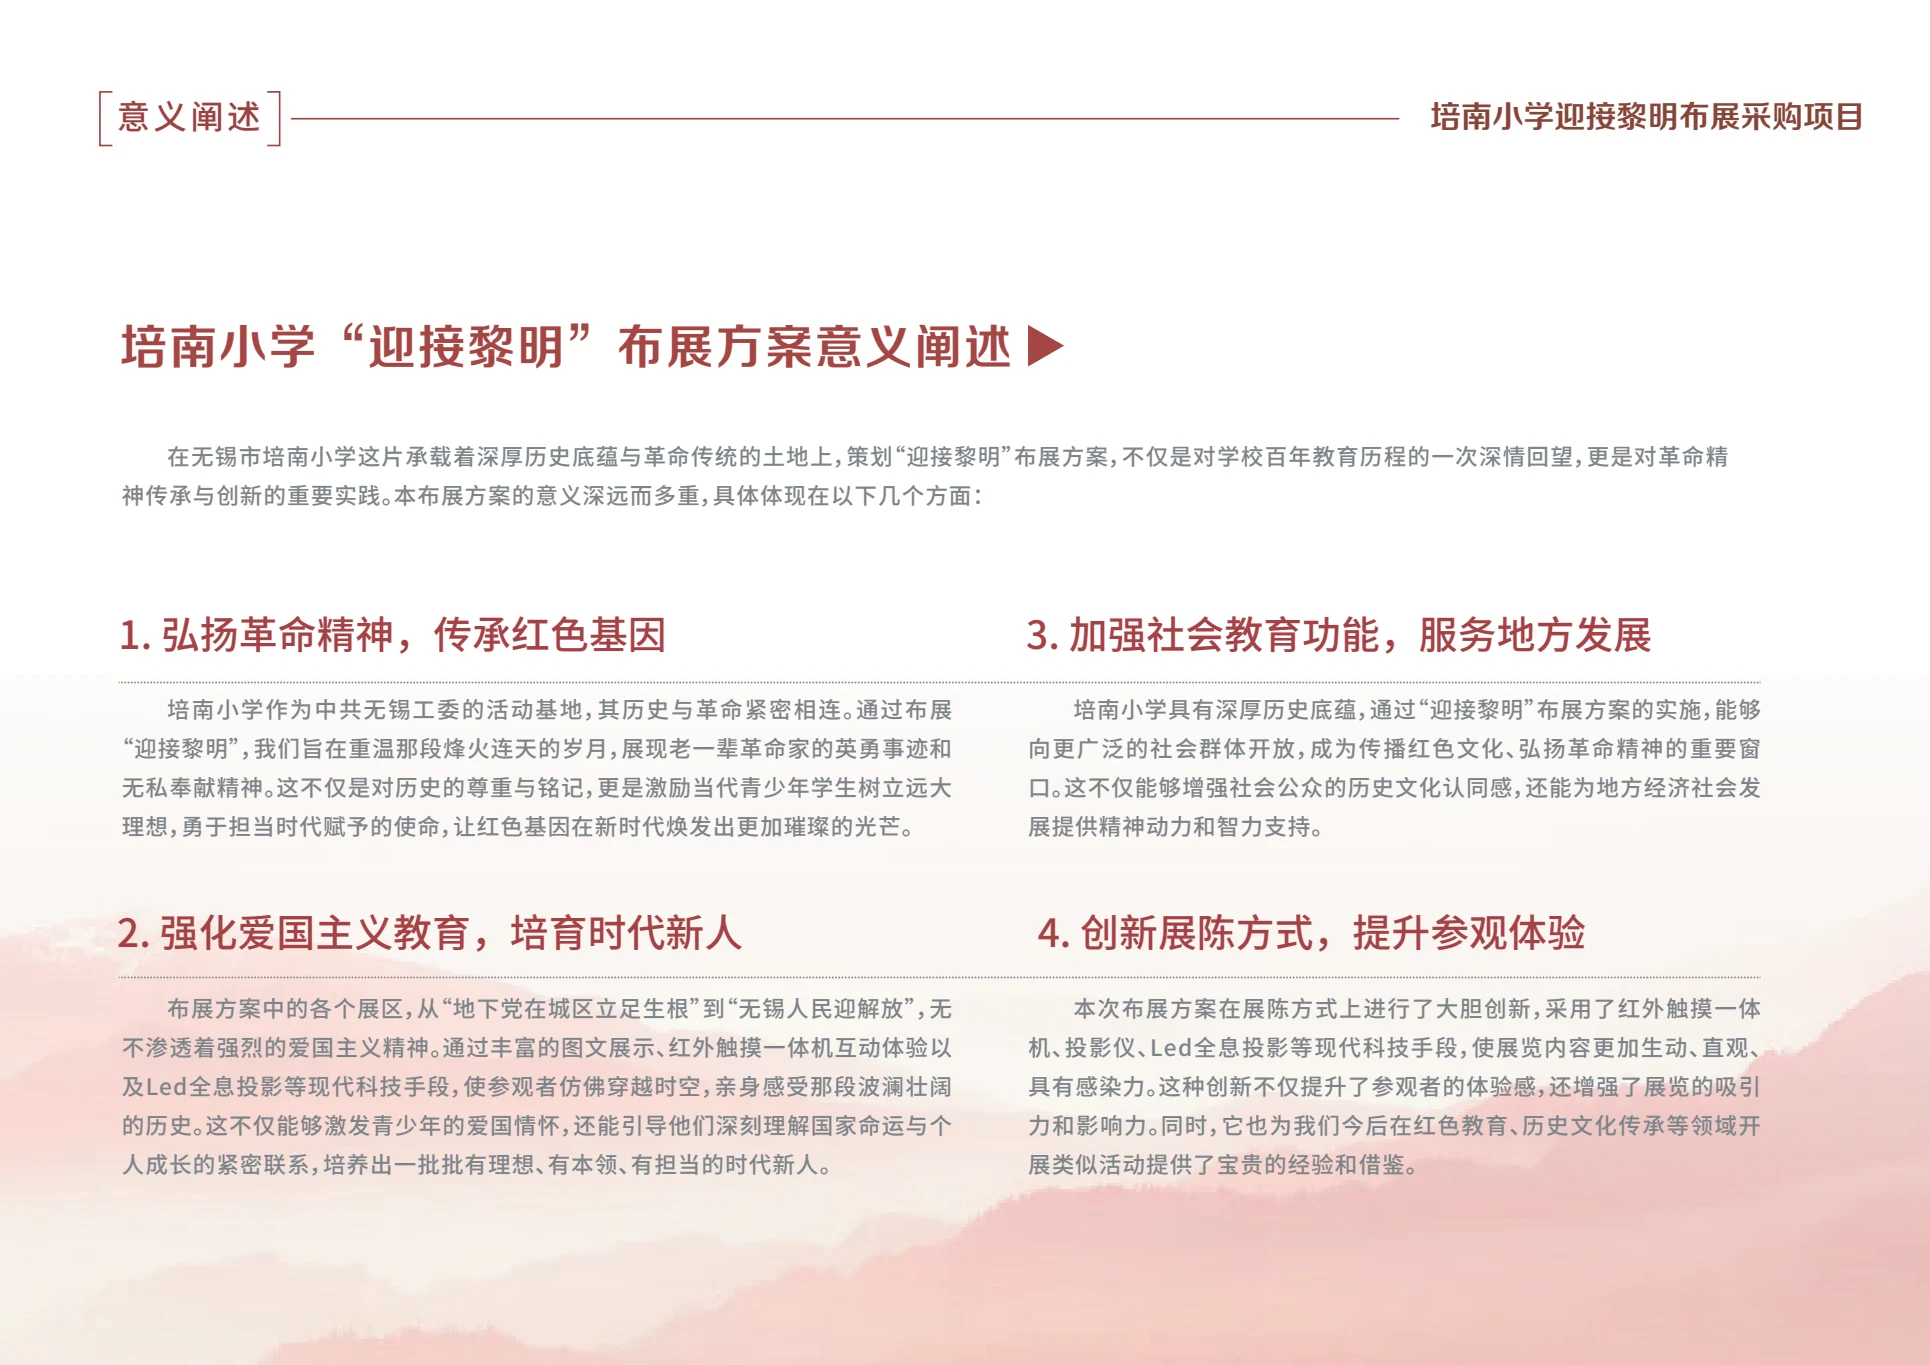 意义阐述
培南小学迎接黎明布展采购项目
培南小学“迎接黎明”布展方案意义阐述
在无锡市培南小学这片承载着深厚历史底蕴与革命传统的土地上,策划“迎接黎明”布展方案,不仅是对学校百年教育历程的一次深情回望,更是对革命精
神传承与创新的重要实践。本布展方案的意义深远而多重,具体体现在以下几个方面:
1. 弘扬革命精神，传承红色基因
培南小学作为中共无锡工委的活动基地,其历史与革命紧密相连。通过布展
“迎接黎明”,我们旨在重温那段烽火连天的岁月,展现老一辈革命家的英勇事迹和
无私奉献精神。这不仅是对历史的尊重与铭记,更是激励当代青少年学生树立远大
理想,勇于担当时代赋予的使命,让红色基因在新时代焕发出更加璀璨的光芒。
2. 强化爱国主义教育，培育时代新人
布展方案中的各个展区,从“地下党在城区立足生根”到“无锡人民迎解放”,无
不渗透着强烈的爱国主义精神。通过丰富的图文展示、红外触摸一体机互动体验以
及Led全息投影等现代科技手段,使参观者仿佛穿越时空,亲身感受那段波澜壮阔
的历史。这不仅能够激发青少年的爱国情怀,还能引导他们深刻理解国家命运与个
人成长的紧密联系,培养出一批批有理想、有本领、有担当的时代新人。
3. 加强社会教育功能，服务地方发展
培南小学具有深厚历史底蕴,通过“迎接黎明”布展方案的实施,能够
向更广泛的社会群体开放,成为传播红色文化、弘扬革命精神的重要窗
口。这不仅能够增强社会公众的历史文化认同感,还能为地方经济社会发
展提供精神动力和智力支持。
4. 创新展陈方式，提升参观体验
本次布展方案在展陈方式上进行了大胆创新,采用了红外触摸一体
机、投影仪、Led全息投影等现代科技手段,使展览内容更加生动、直观、
具有感染力。这种创新不仅提升了参观者的体验感,还增强了展览的吸引
力和影响力。同时,它也为我们今后在红色教育、历史文化传承等领域开
展类似活动提供了宝贵的经验和借鉴。